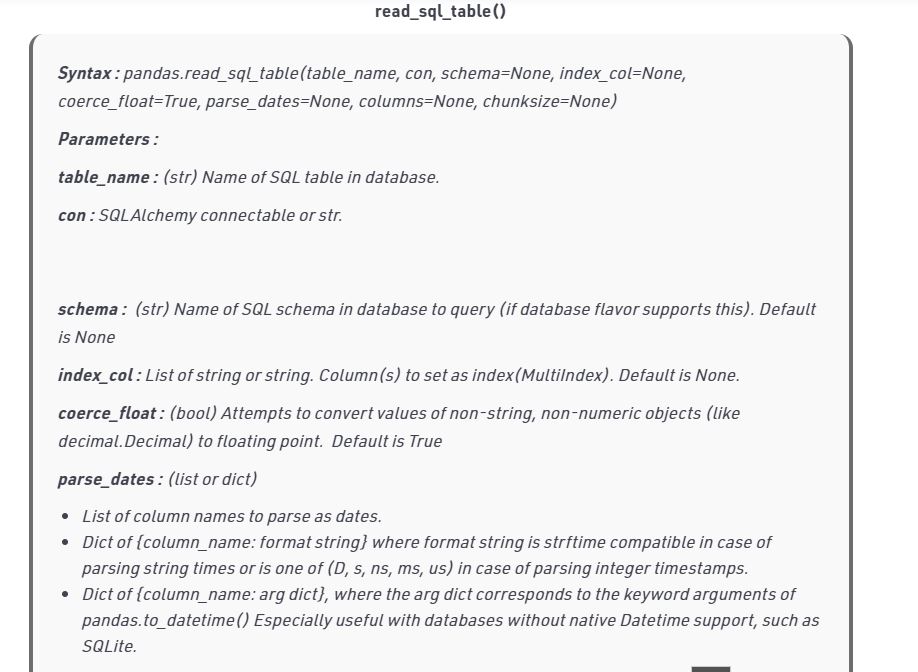 read_sql_table()
Syntax : pandas.read_sql_table(table_name, con, schema=None, index_col=None,
coerce_float=True, parse_dates=None, columns=None, chunksize=None)
Parameters :
table_name : (str) Name of SQL table in database.
con : SQLAlchemy connectable or str.
schema : (str) Name of SQL schema in database to query (if database flavor supports this). Default
is None
index_col : List of string or string. Column(s) to set as index(MultiIndex). Default is None.
coerce_float : (bool) Attempts to convert values of non-string, non-numeric objects (like
decimal.Decimal) to floating point. Default is True
parse_dates : (list or dict)
• List of column names to parse as dates.
• Dict of {column_name: format string} where format string is strftime compatible in case of
parsing string times or is one of (D, s, ns, ms, us) in case of parsing integer timestamps.
• Dict of {column_name: arg dict}, where the arg dict corresponds to the keyword arguments of
pandas.to_datetime() Especially useful with databases without native Datetime support, such as
SQLite.